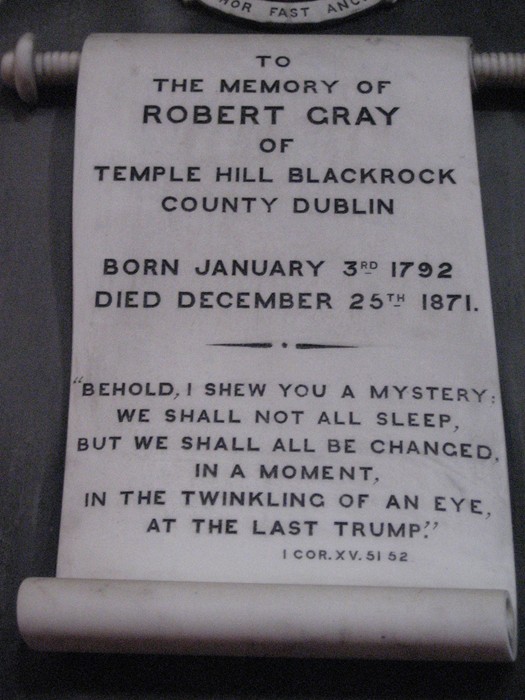 FAST
TO
THE MEMORY OF
ROBERT GRAY
OF
TEMPLE HILL BLACKROCK
COUNTY DUBLIN
BORN JANUARY 3RD 1792
DIED DECEMBER 25TH 1871.
"BEHOLD, I SHEW YOU A MYSTERY:
WE SHALL NOT ALL SLEEP,
BUT WE SHALL ALL BE CHANGED,
IN A MOMENT,
IN THE TWINKLING OF AN EYE,
AT THE LAST TRUMP."
I COR. XV. 51 52